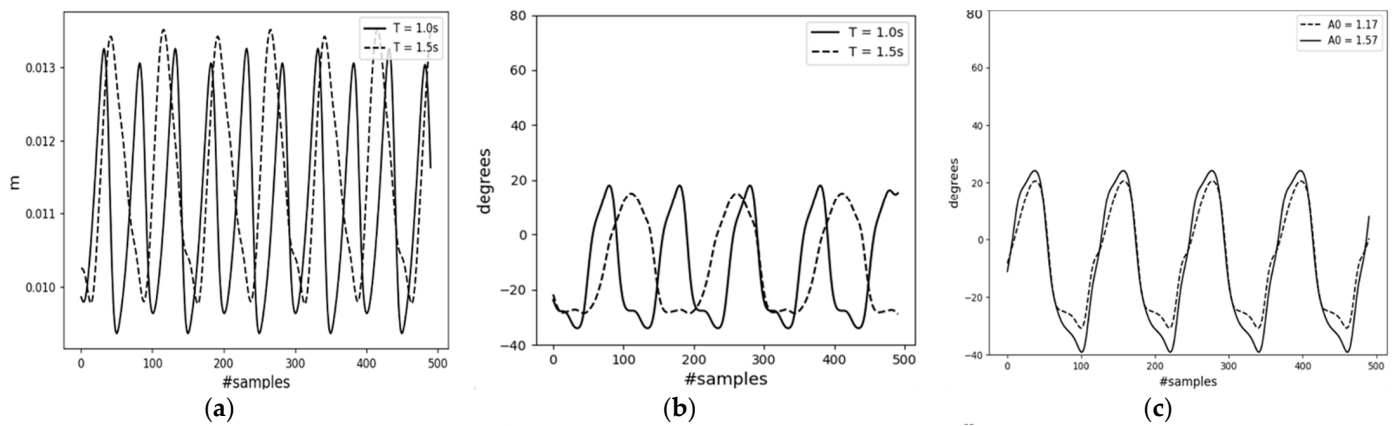 T = 1.0s
T = 1.5s
0.013
0.012
0.011
0.010
m
0 100 200 300 400 500
#samples
(a)
T = 1.0s
T = 1.5s
80
60
40
20
0
−20
−40
degrees
0 100 200 300 400 500
#samples
(b)
A0 = 1.17
A0 = 1.57
80
60
40
20
0
−20
−40
degrees
0 100 200 300 400 500
#samples
(c)